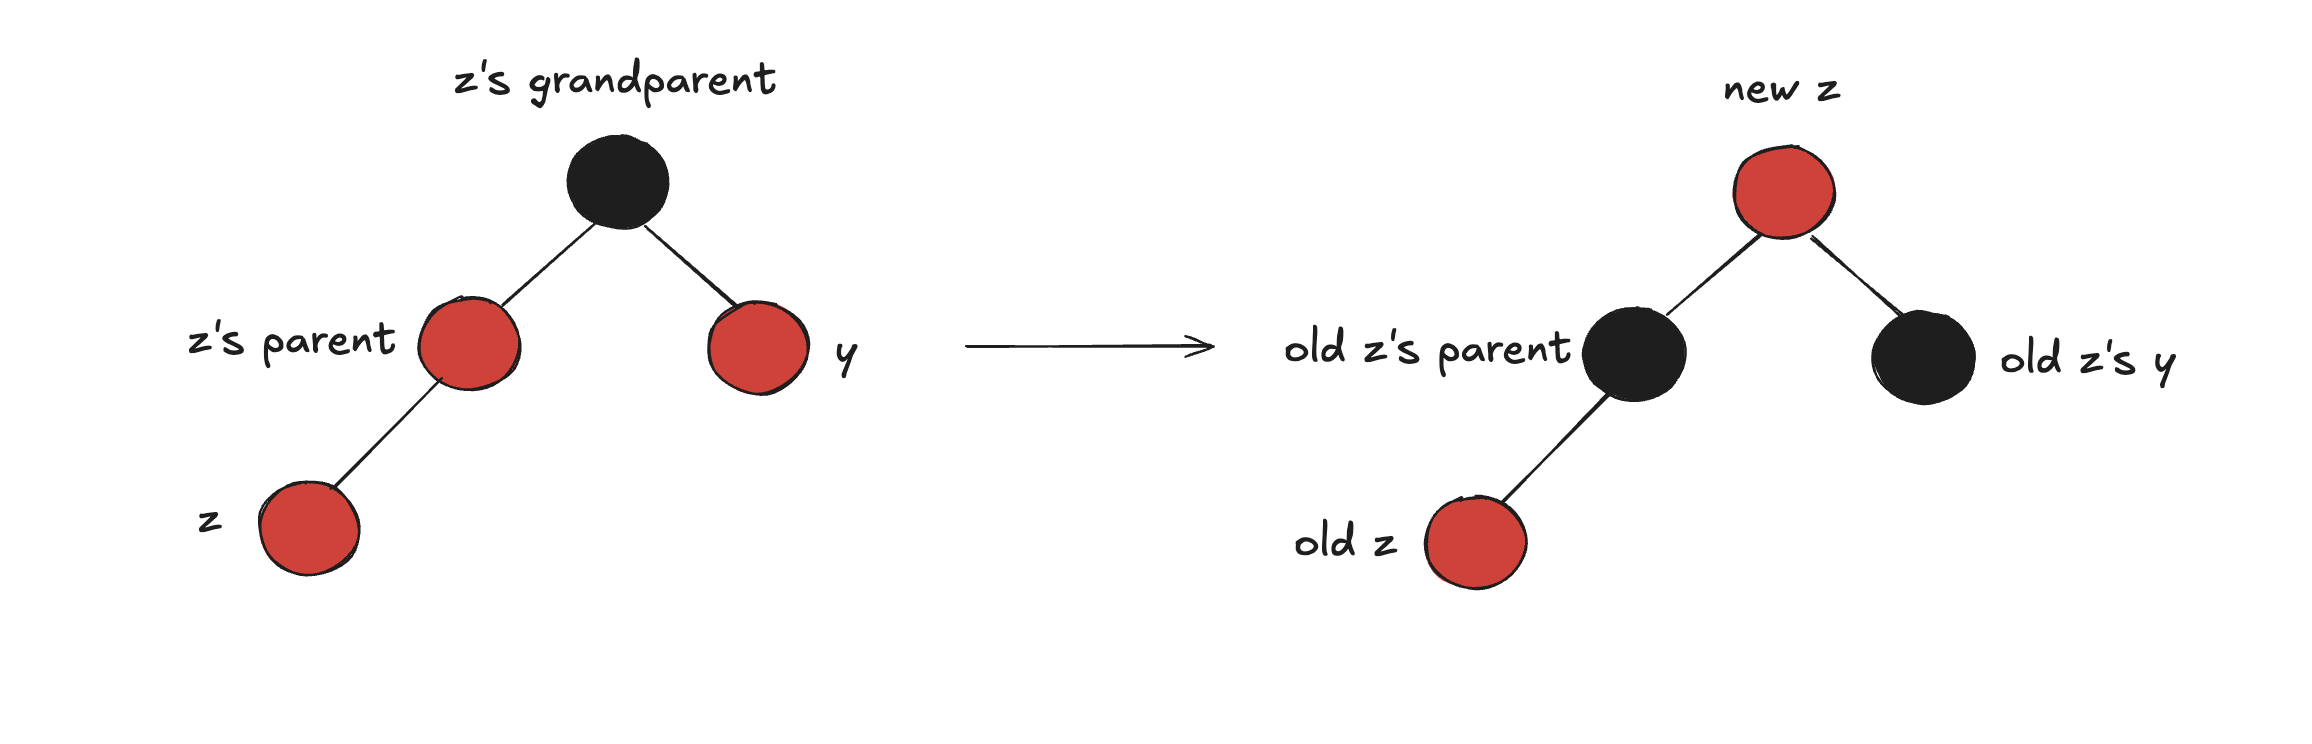 z's grandparent
z's parent
y
z
new z
old z's parent
old z's y
old z